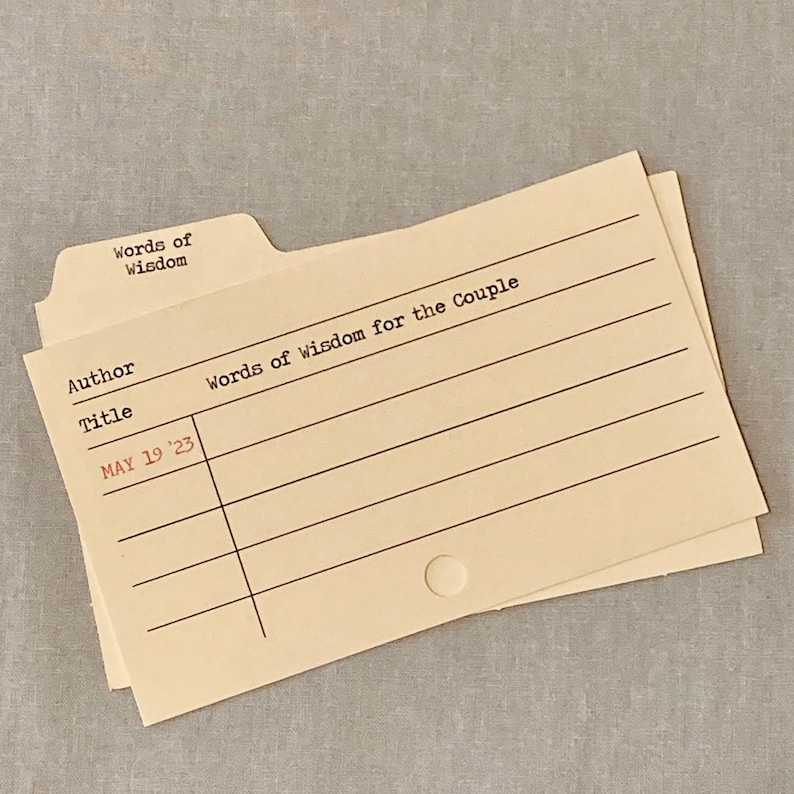 Words of
Wisdom
Author
Title Words of Wisdom for the Couple
MAY 19 '23